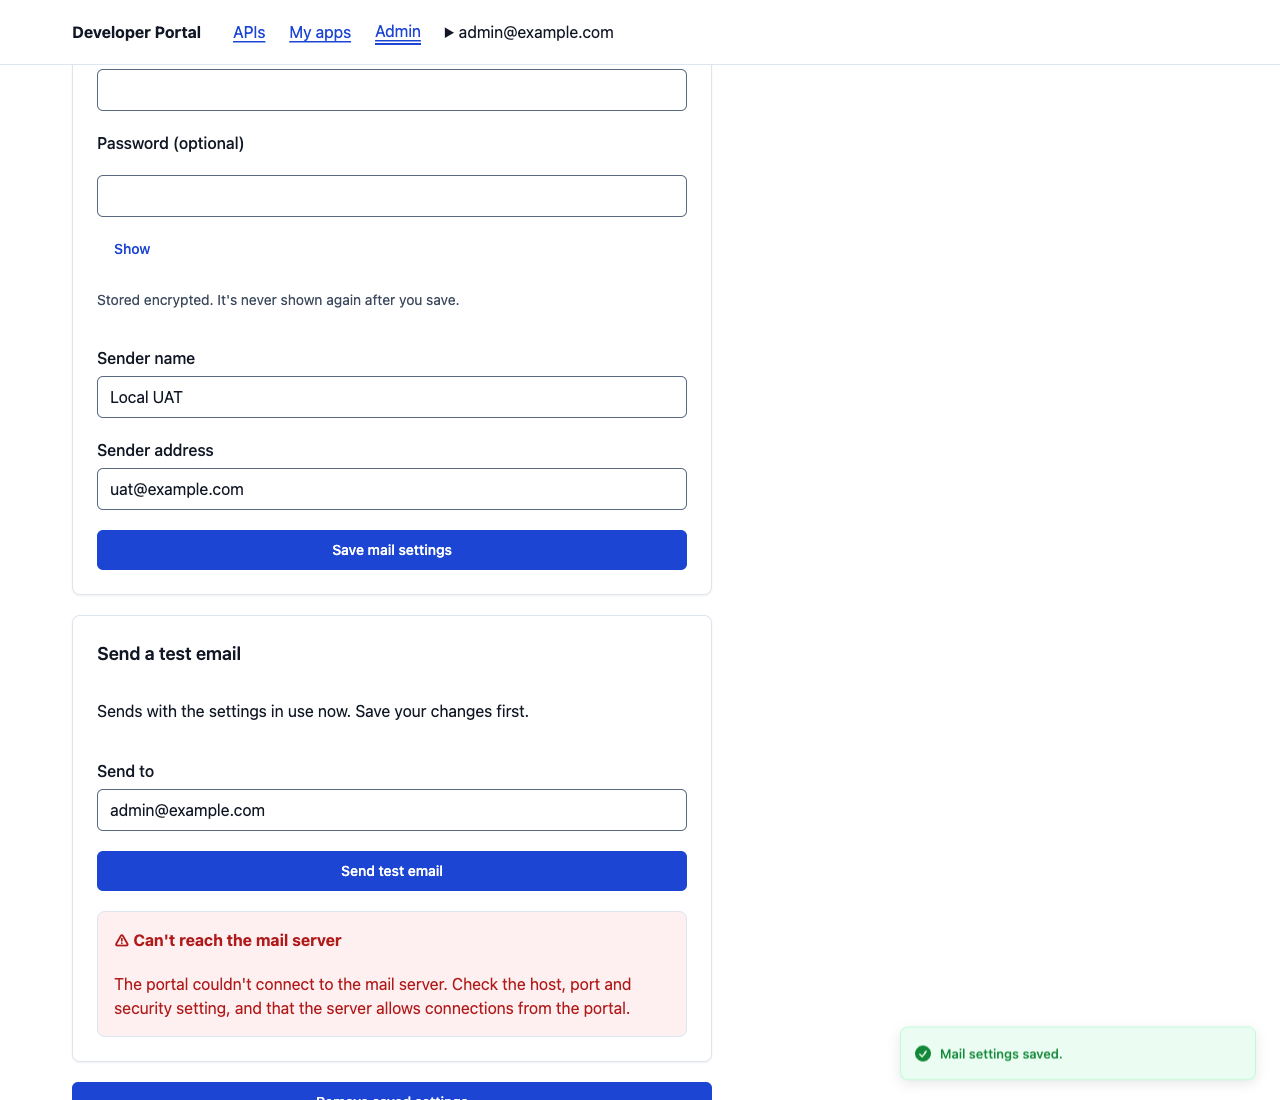 Developer Portal APIs My apps Admin admin@example.com
Password (optional)
Show
Stored encrypted. It's never shown again after you save.
Sender name
Local UAT
Sender address
uat@example.com
Save mail settings
Send a test email
Sends with the settings in use now. Save your changes first.
Send to
admin@example.com
Send test email
Can't reach the mail server
The portal couldn't connect to the mail server. Check the host, port and
security setting, and that the server allows connections from the portal.
Mail settings saved.
Remove saved settings